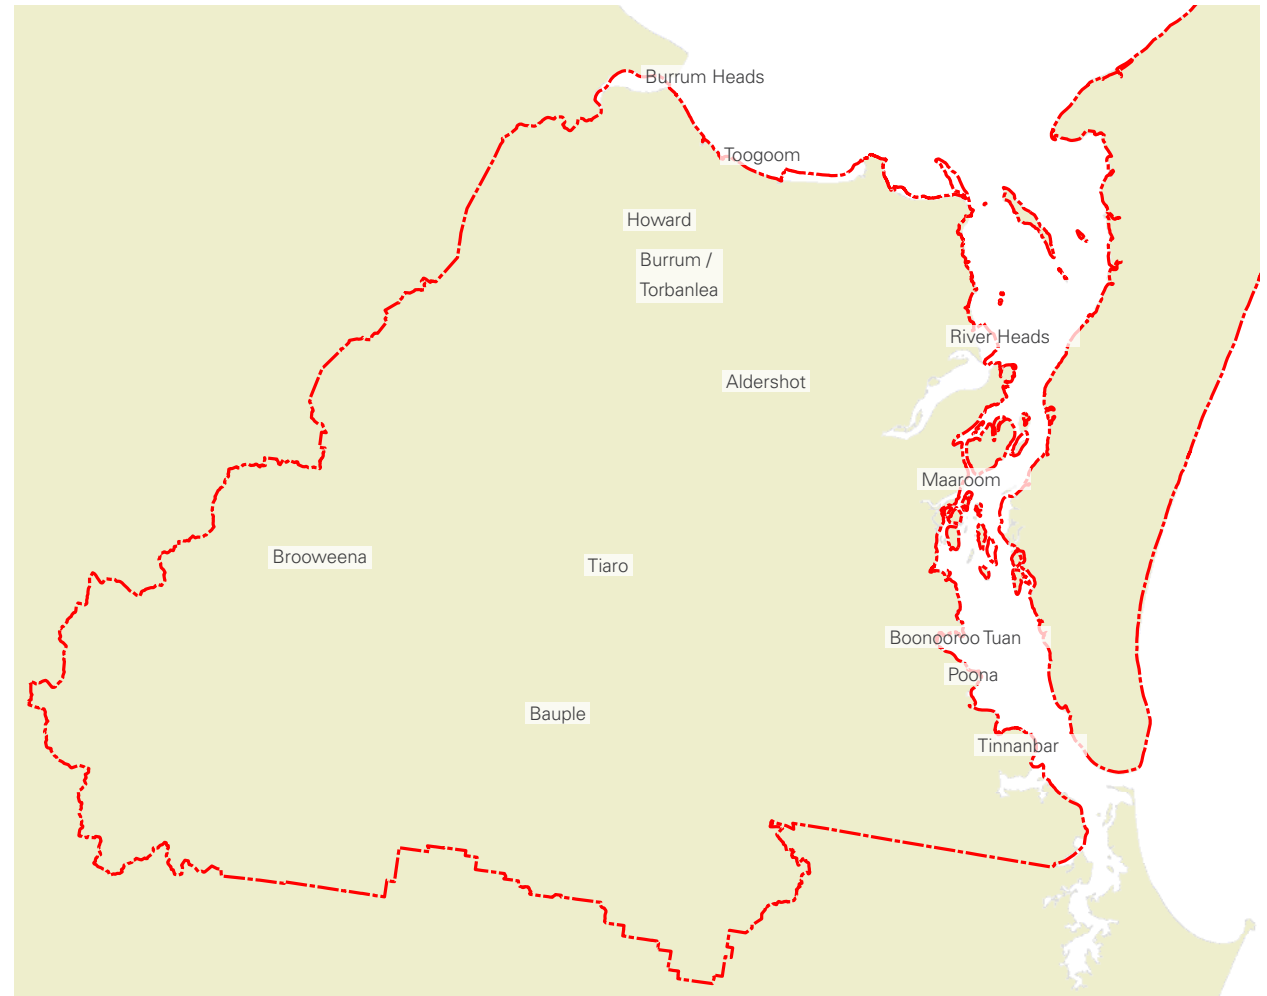 Burrum Heads
Toogoom
Howard
Burrum /
Torbanlea
River Heads
Aldershot
Maaroom
Brooweena
Tiaro
Boonooroo Tuan
Poona
Bauple
Tinnanbar